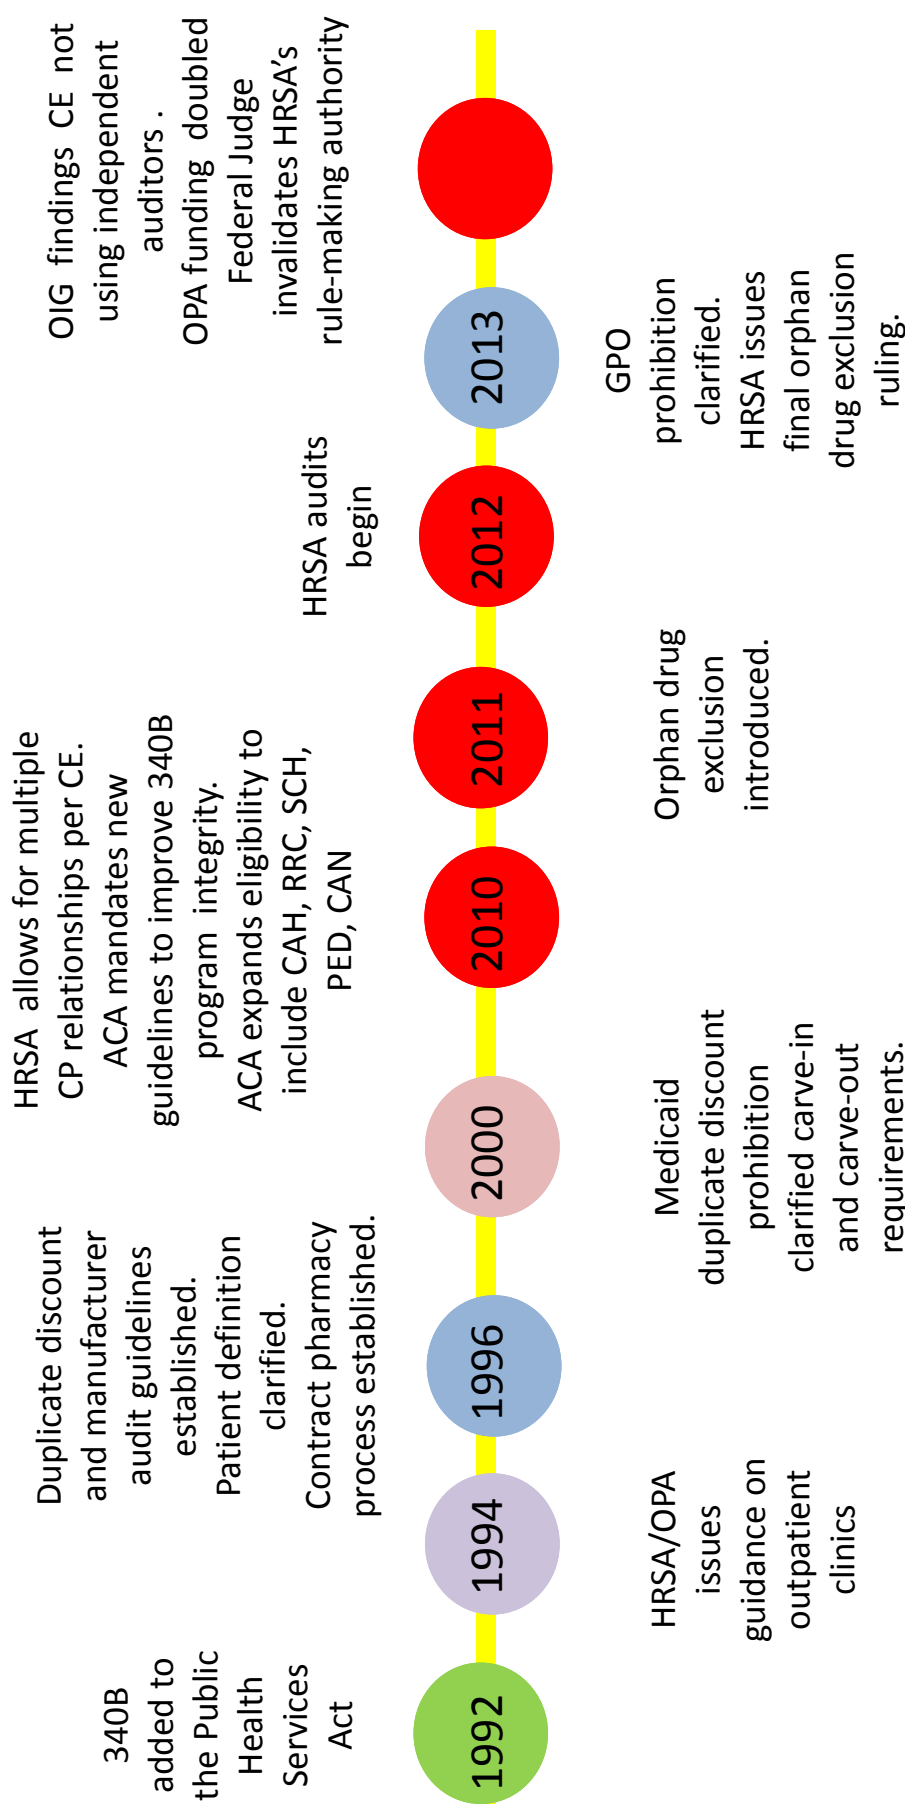 340B
added to
the Public
Health
Services
Act
1992
HRSA/OPA
issues
guidance on
outpatient
clinics
1994
Duplicate discount
and manufacturer
audit guidelines
established.
Patient definition
clarified.
Contract pharmacy
process established.
1996
Medicaid
duplicate discount
prohibition
clarified carve-in
and carve-out
requirements.
2000
HRSA allows for multiple
CP relationships per CE.
ACA mandates new
guidelines to improve 340B
program integrity.
ACA expands eligibility to
include CAH, RRC, SCH,
PED, CAN
2010
Orphan drug
exclusion
introduced.
2011
HRSA audits
begin
2012
GPO
prohibition
clarified.
HRSA issues
final orphan
drug exclusion
ruling.
2013
OIG findings CE not
using independent
auditors .
OPA funding doubled
Federal Judge
invalidates HRSA's
rule-making authority